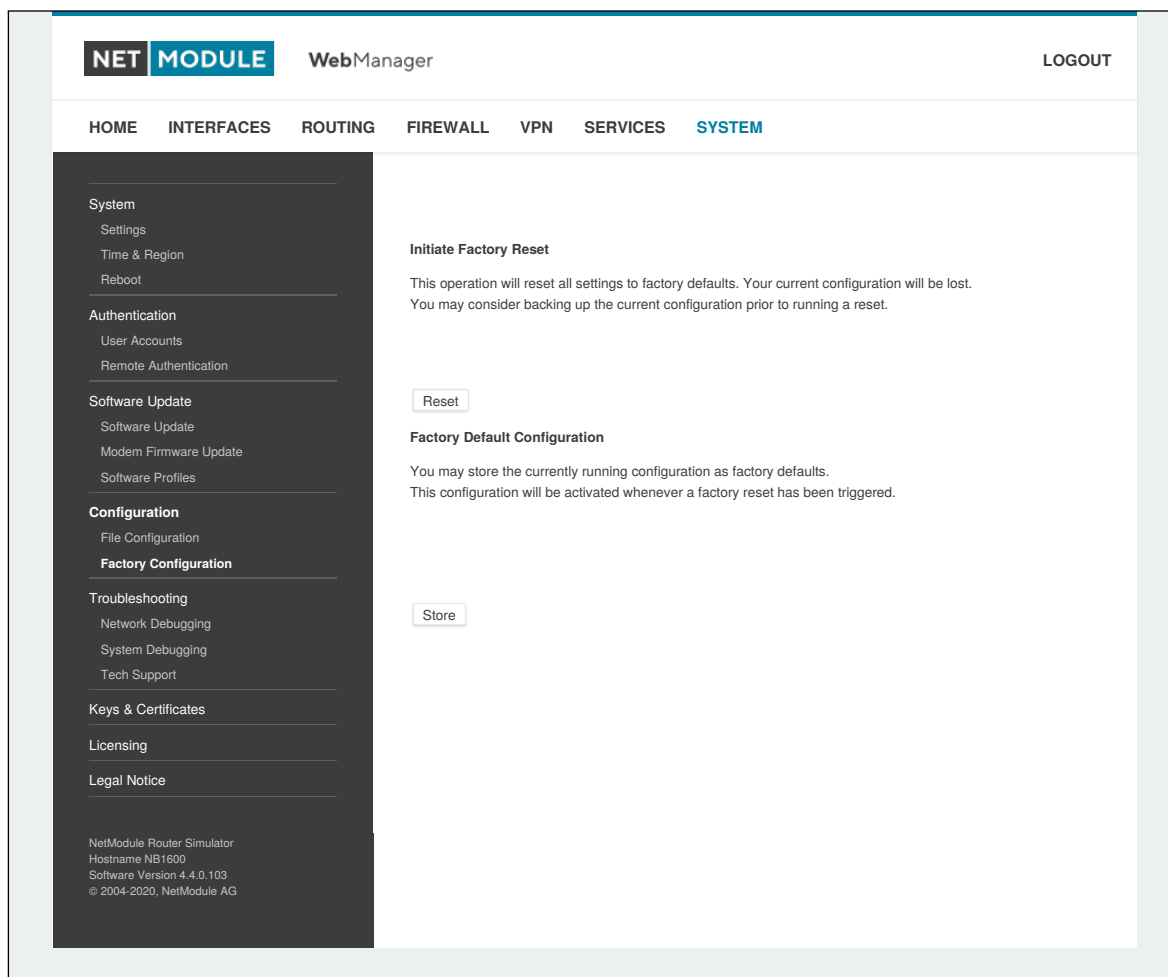 NET MODULE WebManager LOGOUT
HOME INTERFACES ROUTING FIREWALL VPN SERVICES SYSTEM
System
Settings
Time & Region
Reboot
Authentication
User Accounts
Remote Authentication
Software Update
Software Update
Modem Firmware Update
Software Profiles
Configuration
File Configuration
Factory Configuration
Troubleshooting
Network Debugging
System Debugging
Tech Support
Keys & Certificates
Licensing
Legal Notice
NetModule Router Simulator
Hostname NB1600
Software Version 4.4.0.103
© 2004-2020, NetModule AG
Initiate Factory Reset
This operation will reset all settings to factory defaults. Your current configuration will be lost.
You may consider backing up the current configuration prior to running a reset.
Reset
Factory Default Configuration
You may store the currently running configuration as factory defaults.
This configuration will be activated whenever a factory reset has been triggered.
Store